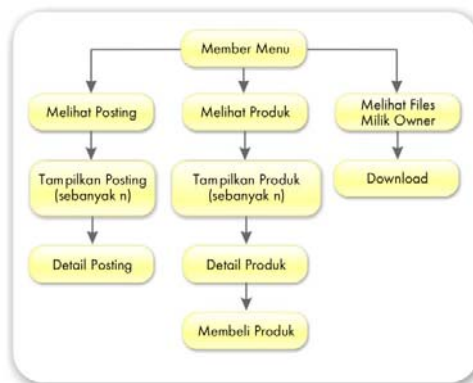 Member Menu
Melihat Posting
Melihat Produk
Melihat Files
Milik Owner
Tampilkan Posting
(sebanyak n)
Tampilkan Produk
(sebanyak n)
Download
Detail Posting
Detail Produk
Membeli Produk